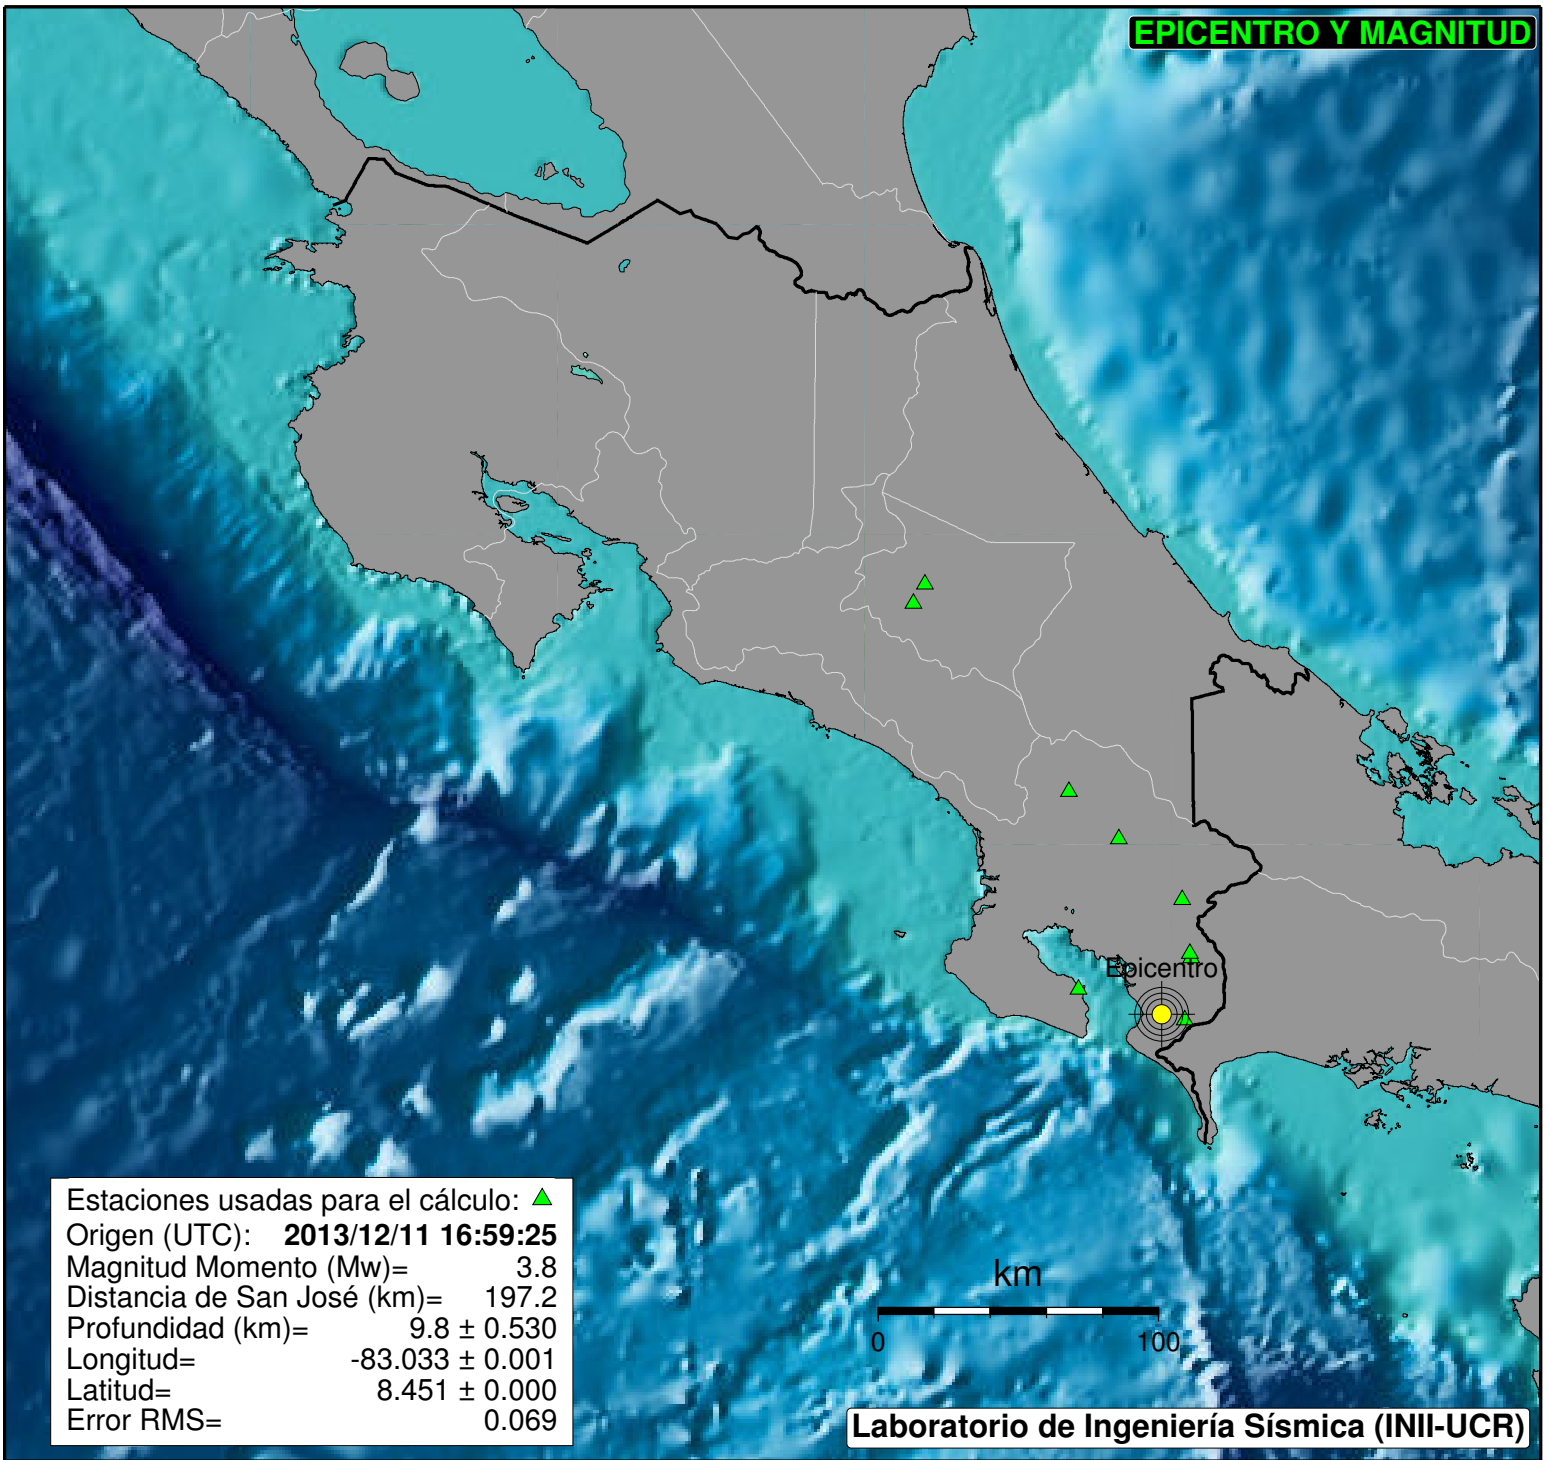 EPICENTRO Y MAGNITUD
Epicentro
Estaciones usadas para el cálculo:
Origen (UTC): 2013/12/11 16:59:25
Magnitud Momento (Mw)= 3.8
Distancia de San José (km)= 197.2
Profundidad (km)= 9.8 ± 0.530
Longitud= -83.033 ± 0.001
Latitud= 8.451 ± 0.000
Error RMS= 0.069
km
0 100
Laboratorio de Ingeniería Sísmica (INII-UCR)